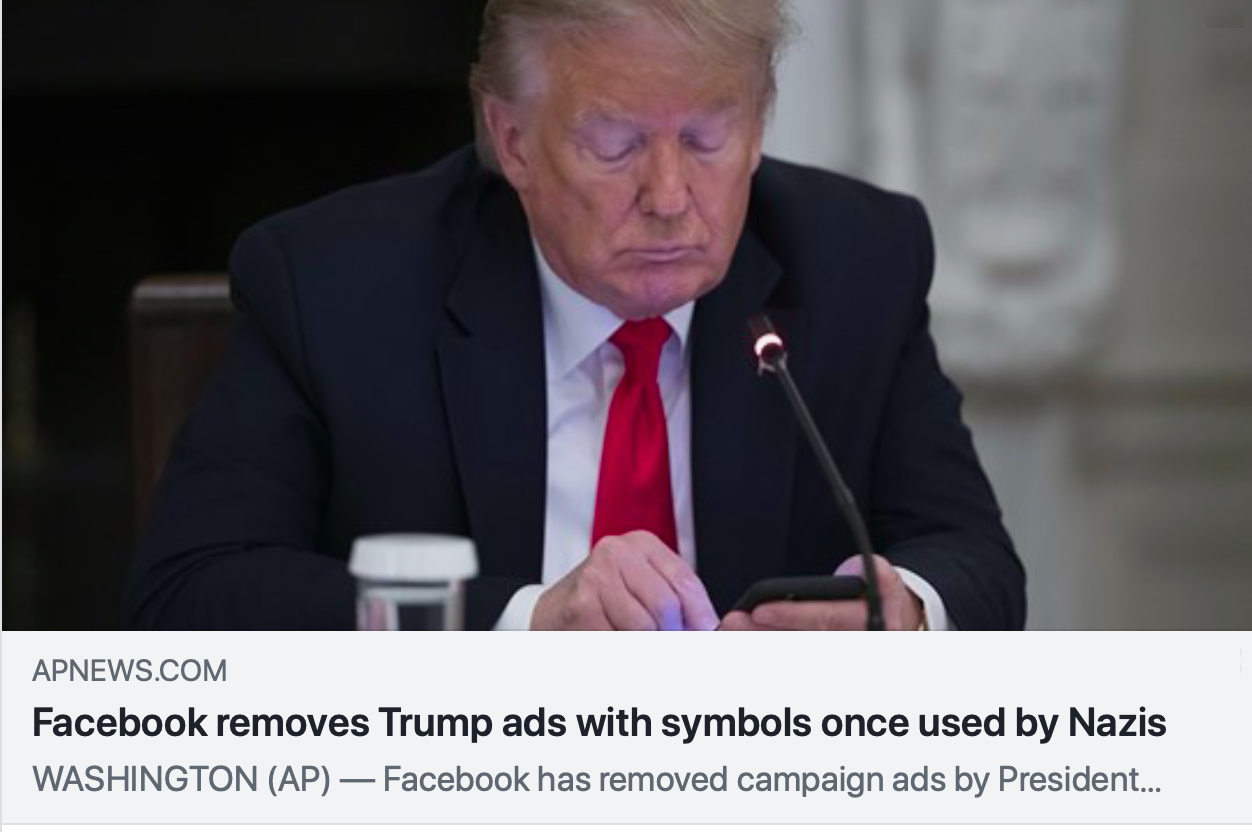 APNEWS.COM
Facebook removes Trump ads with symbols once used by Nazis
WASHINGTON (AP) — Facebook has removed campaign ads by President...